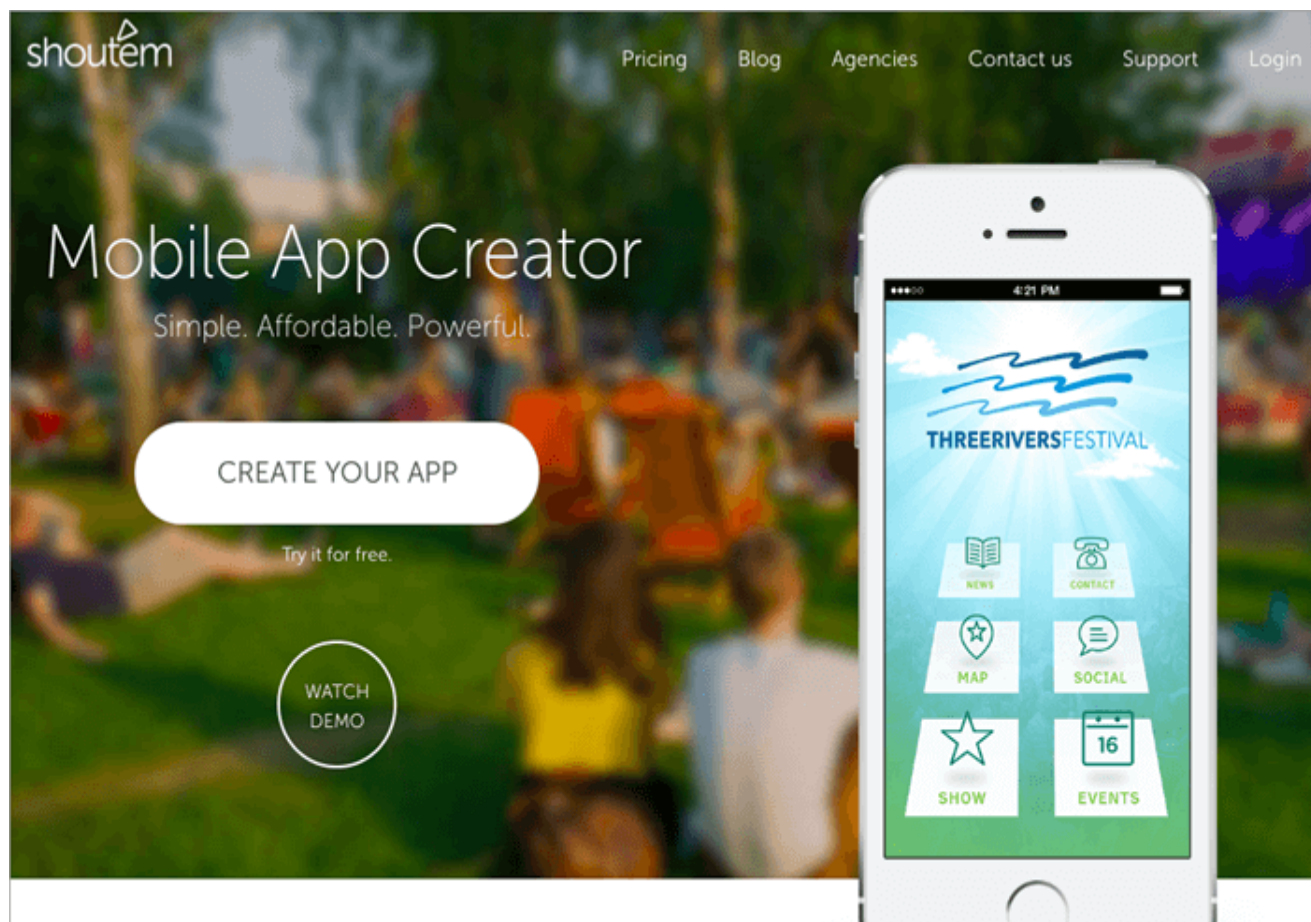 shoutem
Pricing Blog Agencies Contact us Support Login
Mobile App Creator
Simple. Affordable. Powerful.
CREATE YOUR APP
Try it for free.
WATCH
DEMO
4:21 PM
THREERIVERSFESTIVAL
NEWS CONTACT
MAP SOCIAL
16
SHOW EVENTS